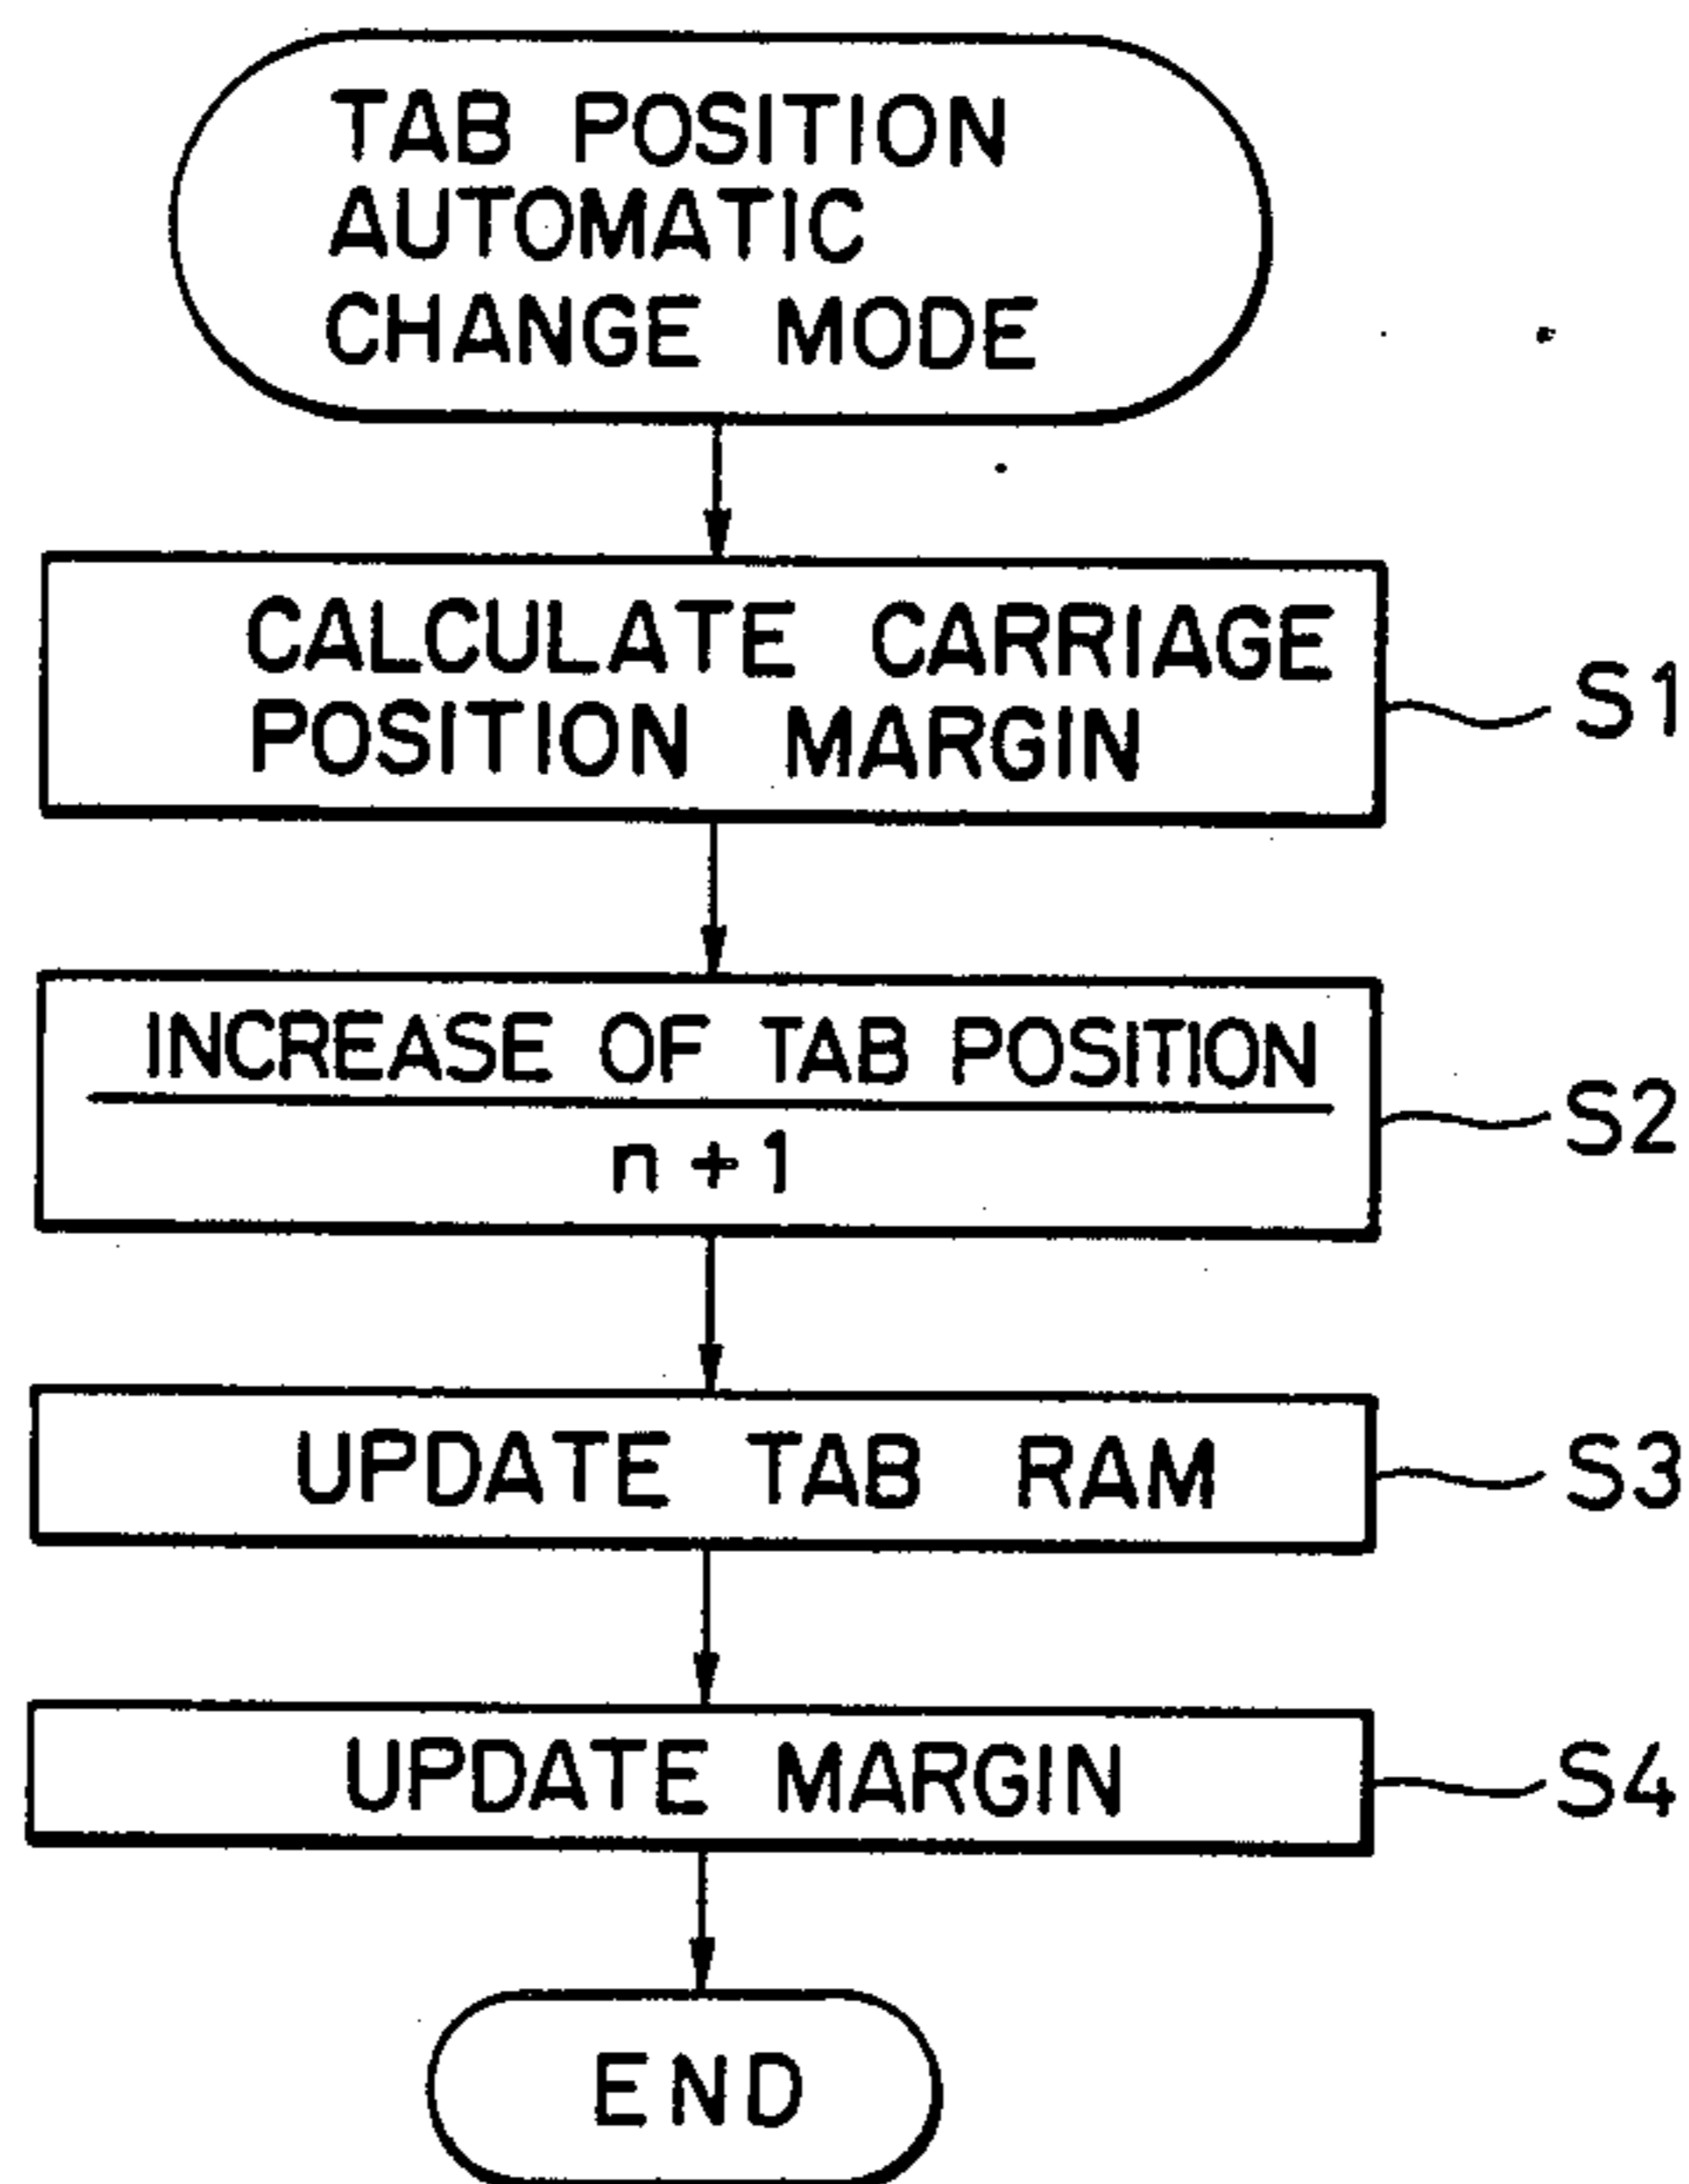 TAB POSITION
AUTOMATIC
CHANGE MODE
CALCULATE CARRIAGE
POSITION MARGIN
S1
INCREASE OF TAB POSITION
n + 1
S2
UPDATE TAB RAM
S3
UPDATE MARGIN
S4
END